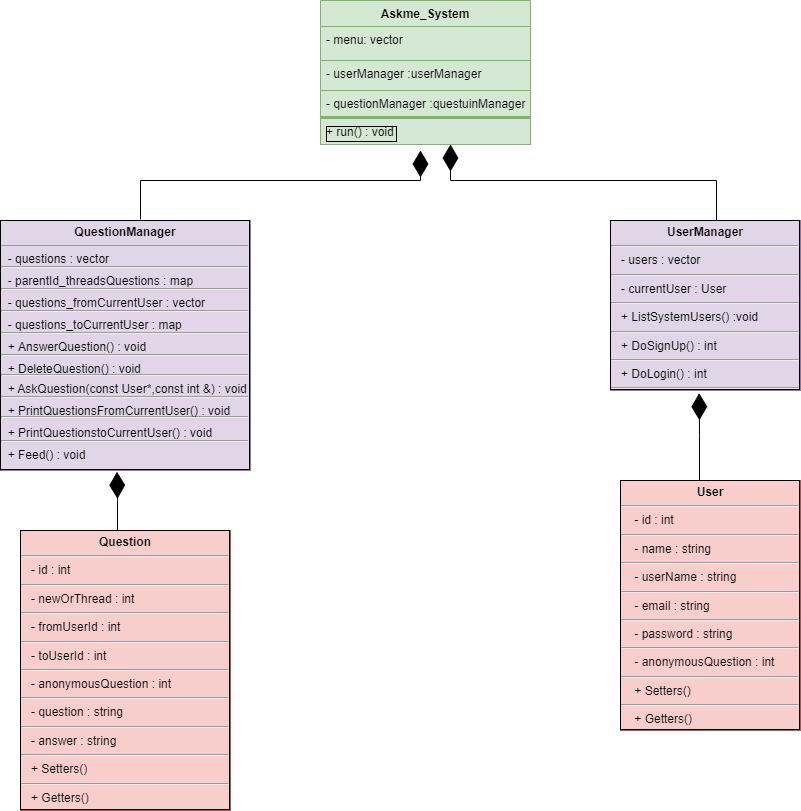 Askme_System
- menu: vector
- userManager :userManager
- questionManager :questuinManager
+ run() : void
QuestionManager
- questions : vector
- parentId_threadsQuestions : map
- questions_fromCurrentUser : vector
- questions_toCurrentUser : map
+ AnswerQuestion() : void
+ DeleteQuestion() : void
+ AskQuestion(const User*,const int &) : void
+ PrintQuestionsFromCurrentUser() : void
+ PrintQuestionstoCurrentUser() : void
+ Feed() : void
UserManager
- users : vector
- currentUser : User
+ ListSystemUsers() :void
+ DoSignUp() : int
+ DoLogin() : int
Question
- id : int
- newOrThread : int
- fromUserId : int
- toUserId : int
- anonymousQuestion : int
- question : string
- answer : string
+ Setters()
+ Getters()
User
- id : int
- name : string
- userName : string
- email : string
- password : string
- anonymousQuestion : int
+ Setters()
+ Getters()